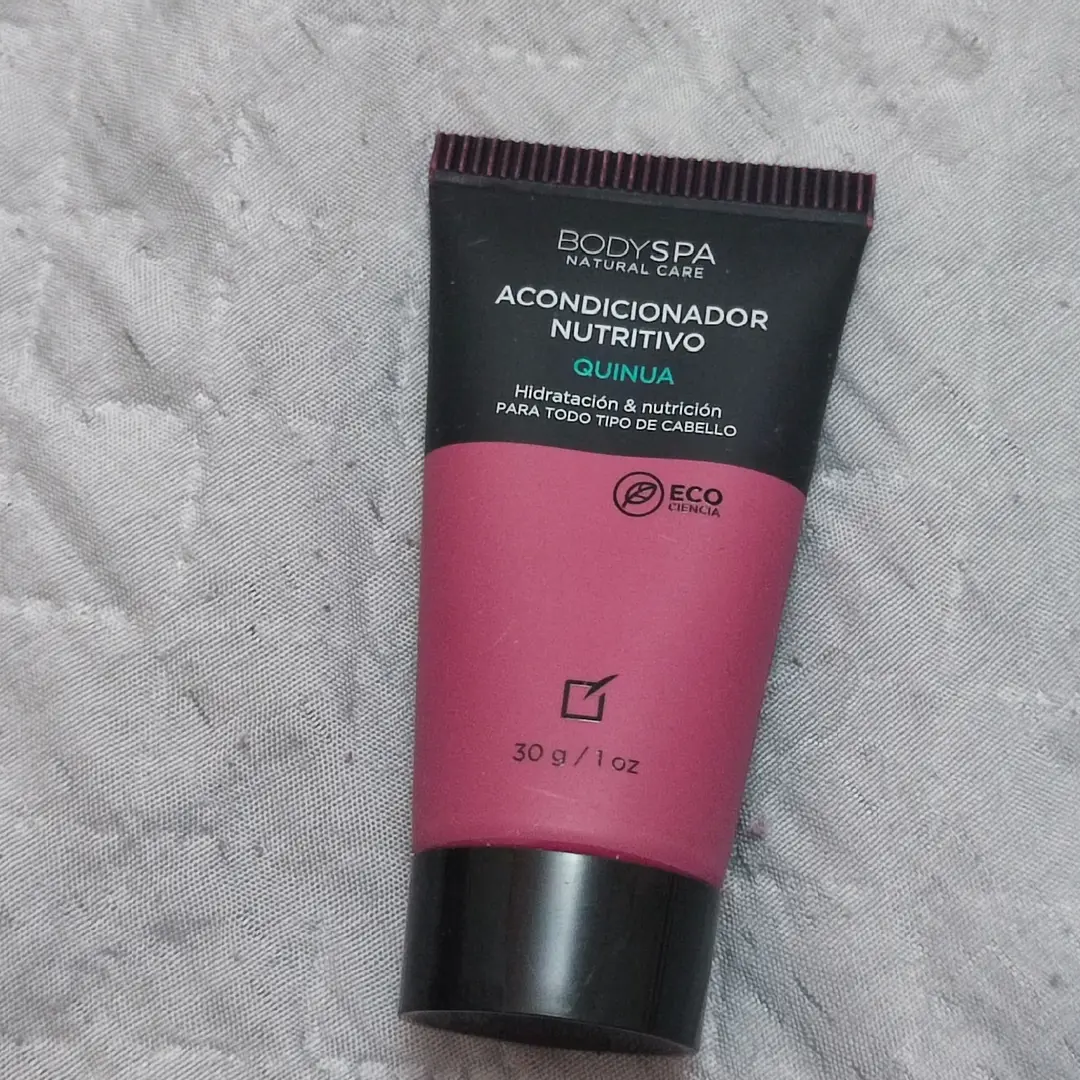 BODYSPA
NATURAL CARE
ACONDICIONADOR
NUTRITIVO
QUINUA
Hidratación & nutrición
PARA TODO TIPO DE CABELLO
ECO
CIENCIA
30 g / 1 oz